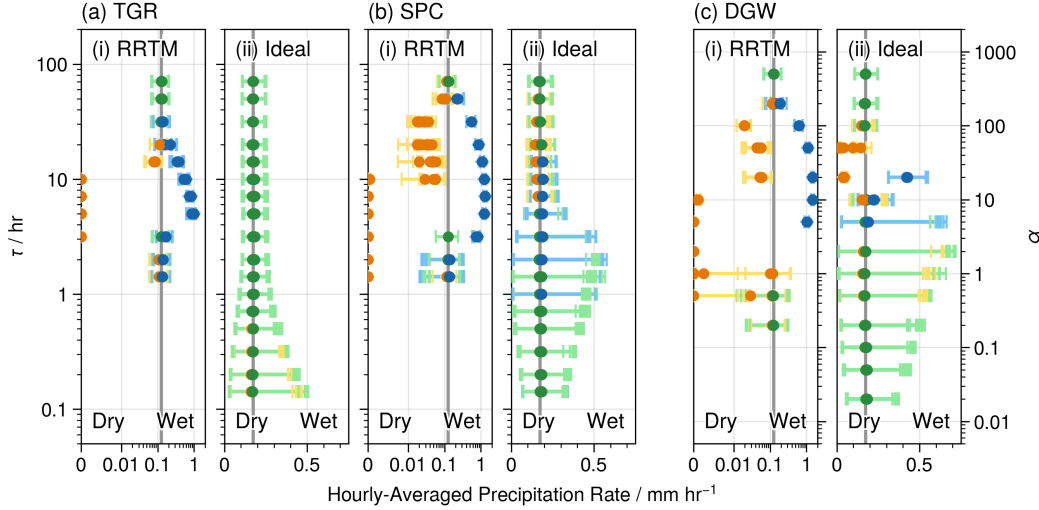 (a) TGR
(b) SPC
(c) DGW
(i) RRTM
(ii) Ideal
(i) RRTM
(ii) Ideal
(i) RRTM
(ii) Ideal
100
10
1
0.1
τ / hr
1000
100
10
1
0.1
0.01
α
Dry Wet
Wet
Dry Wet
Wet
Dry Wet
Wet
0 0.01 0.1 1
0 0.5
0 0.01 0.1 1
0 0.5
0 0.01 0.1 1
0 0.5
Hourly-Averaged Precipitation Rate / mm hr⁻¹